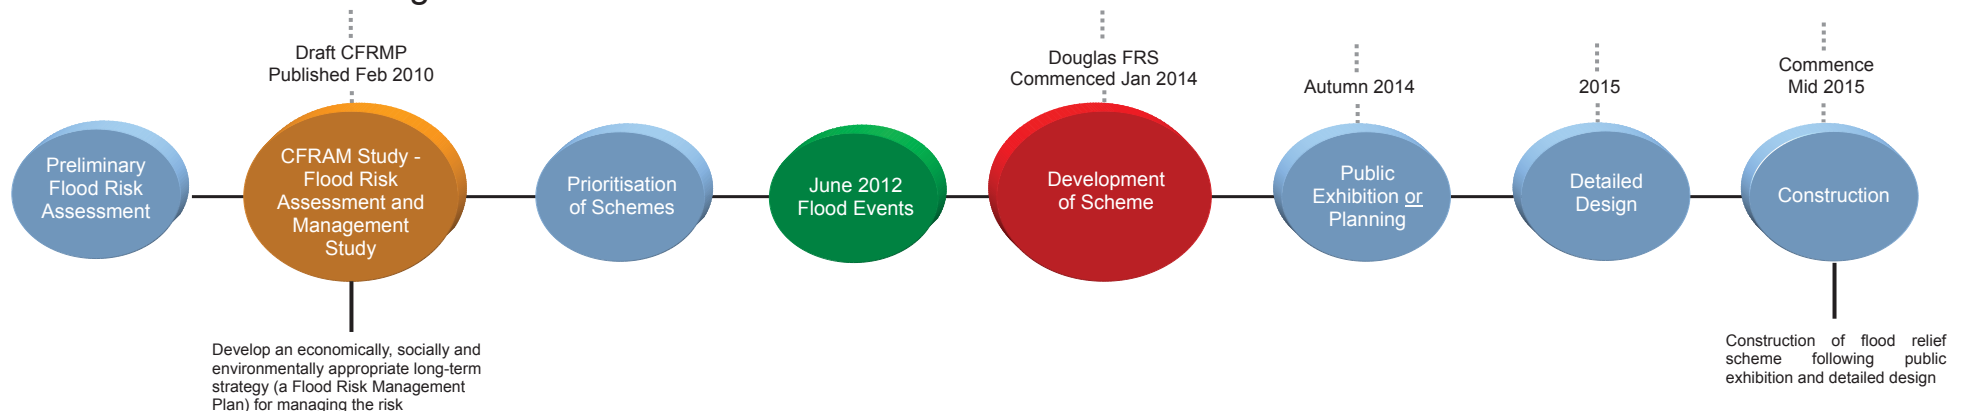 Draft CFRMP
Published Feb 2010
Douglas FRS
Commenced Jan 2014
Autumn 2014
2015
Commence
Mid 2015
Preliminary
Flood Risk
Assessment
CFRAM Study -
Flood Risk
Assessment and
Management
Study
Prioritisation
of Schemes
June 2012
Flood Events
Development
of Scheme
Public
Exhibition or
Planning
Detailed
Design
Construction
Develop an economically, socially and
environmentally appropriate long-term
strategy (a Flood Risk Management
Plan) for managing the risk
Construction of flood relief
scheme following public
exhibition and detailed design